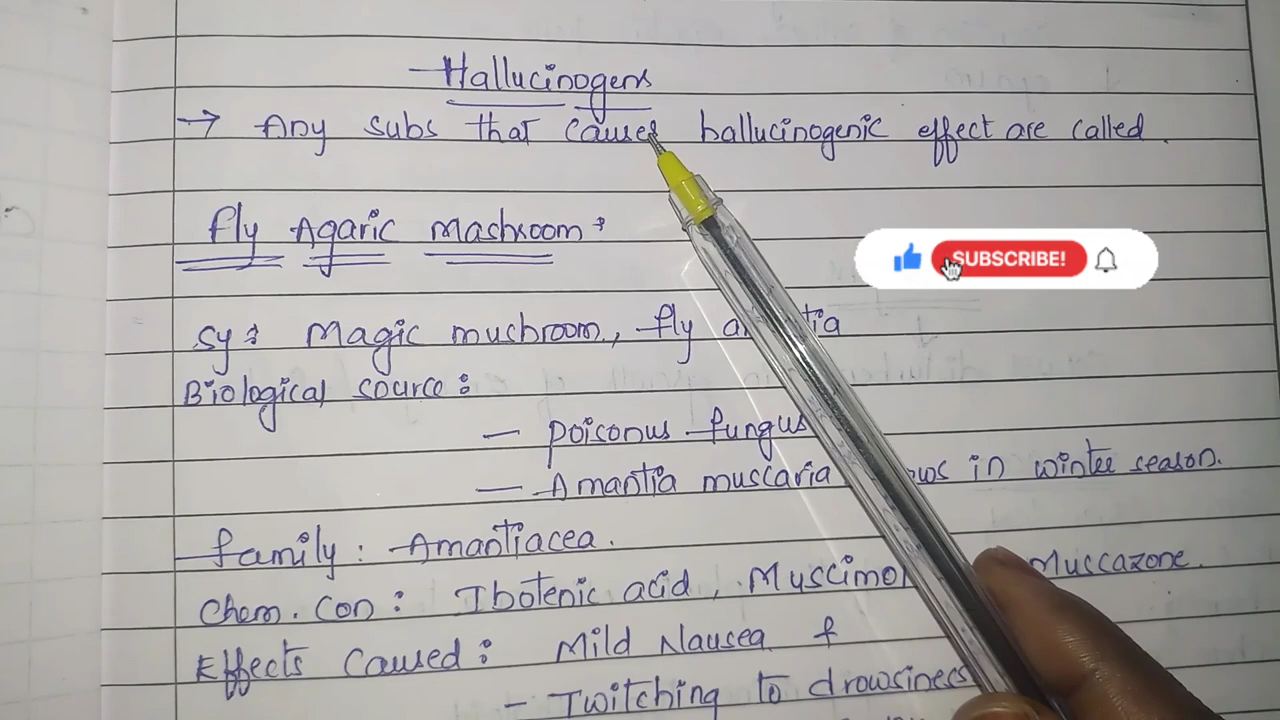 Hallucinogens
→ Any subs that causes hallucinogenic effect are called.
Fly Agaric Mashroom :
Sy : Magic mushroom, fly
SUBSCRIBE!
Biological source :
— Poisonus fungus
— Amantia muscaria in winter season.
family : Amantiacea.
Chem. Con : Ibotenic acid, Muscazone.
Effects Caused : Mild Nausea &
- Twitching to drowsiness